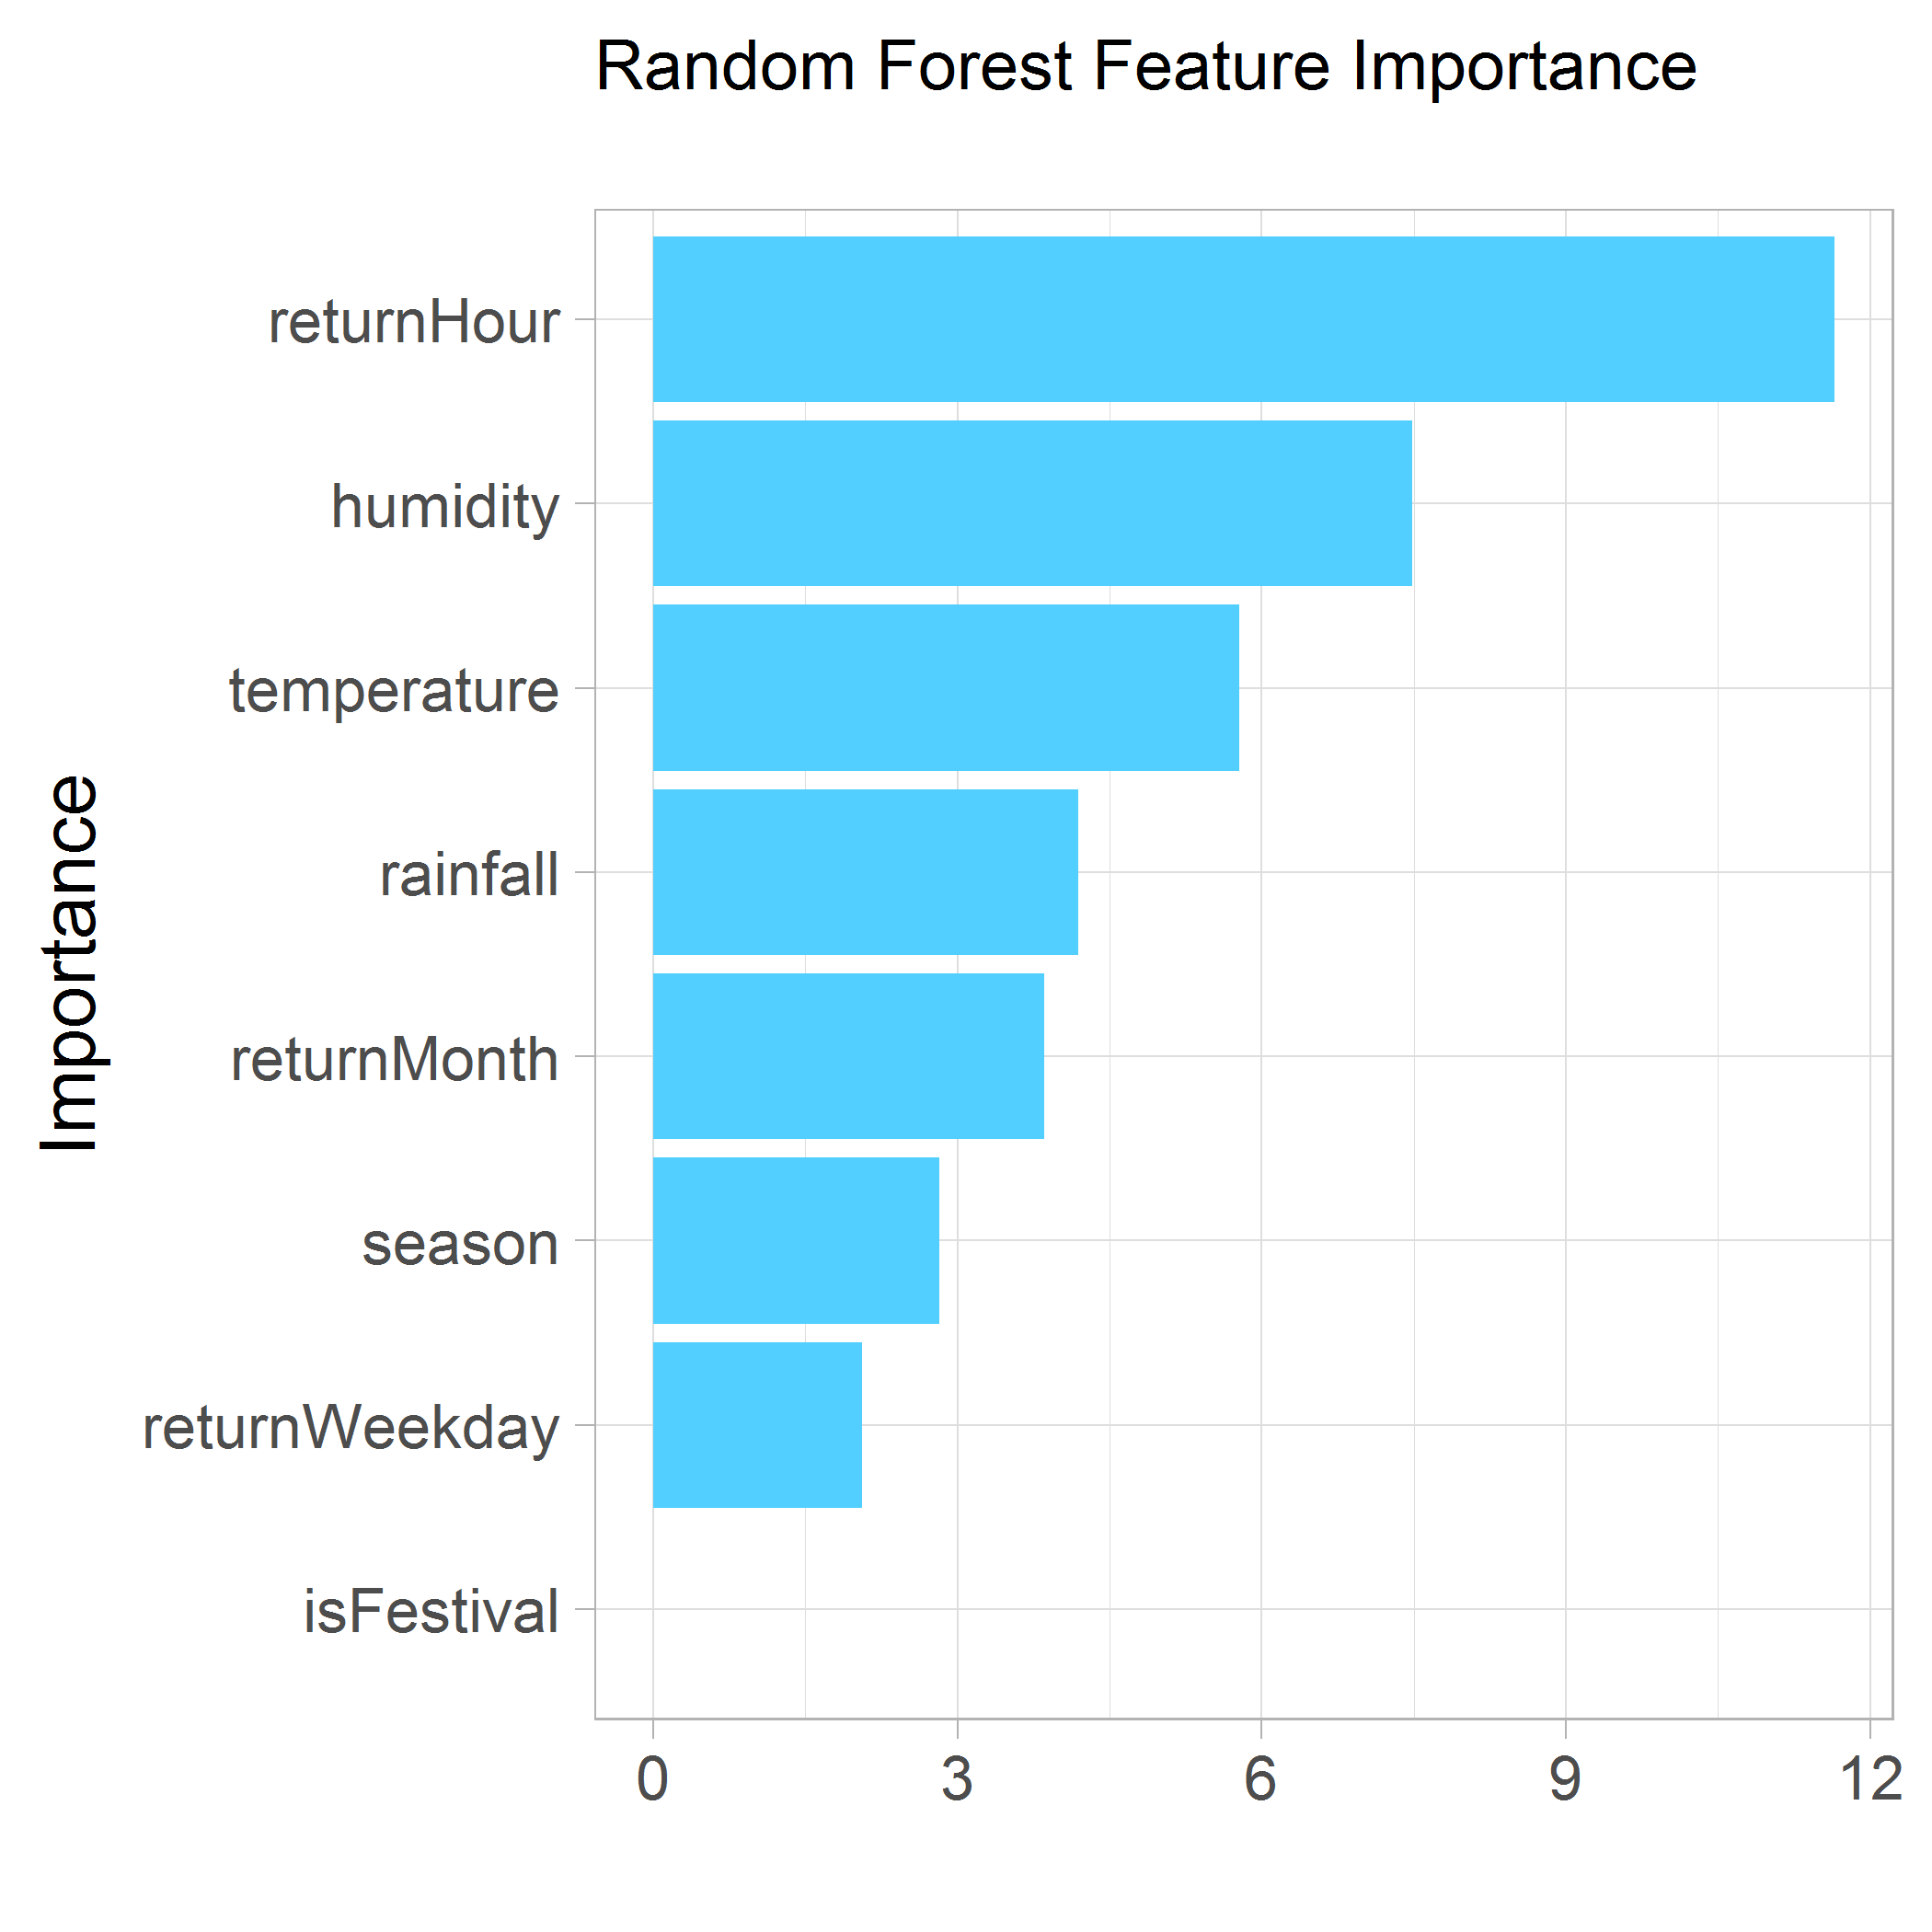 Random Forest Feature Importance
Importance
returnHour
humidity
temperature
rainfall
returnMonth
season
returnWeekday
isFestival
0 3 6 9 12